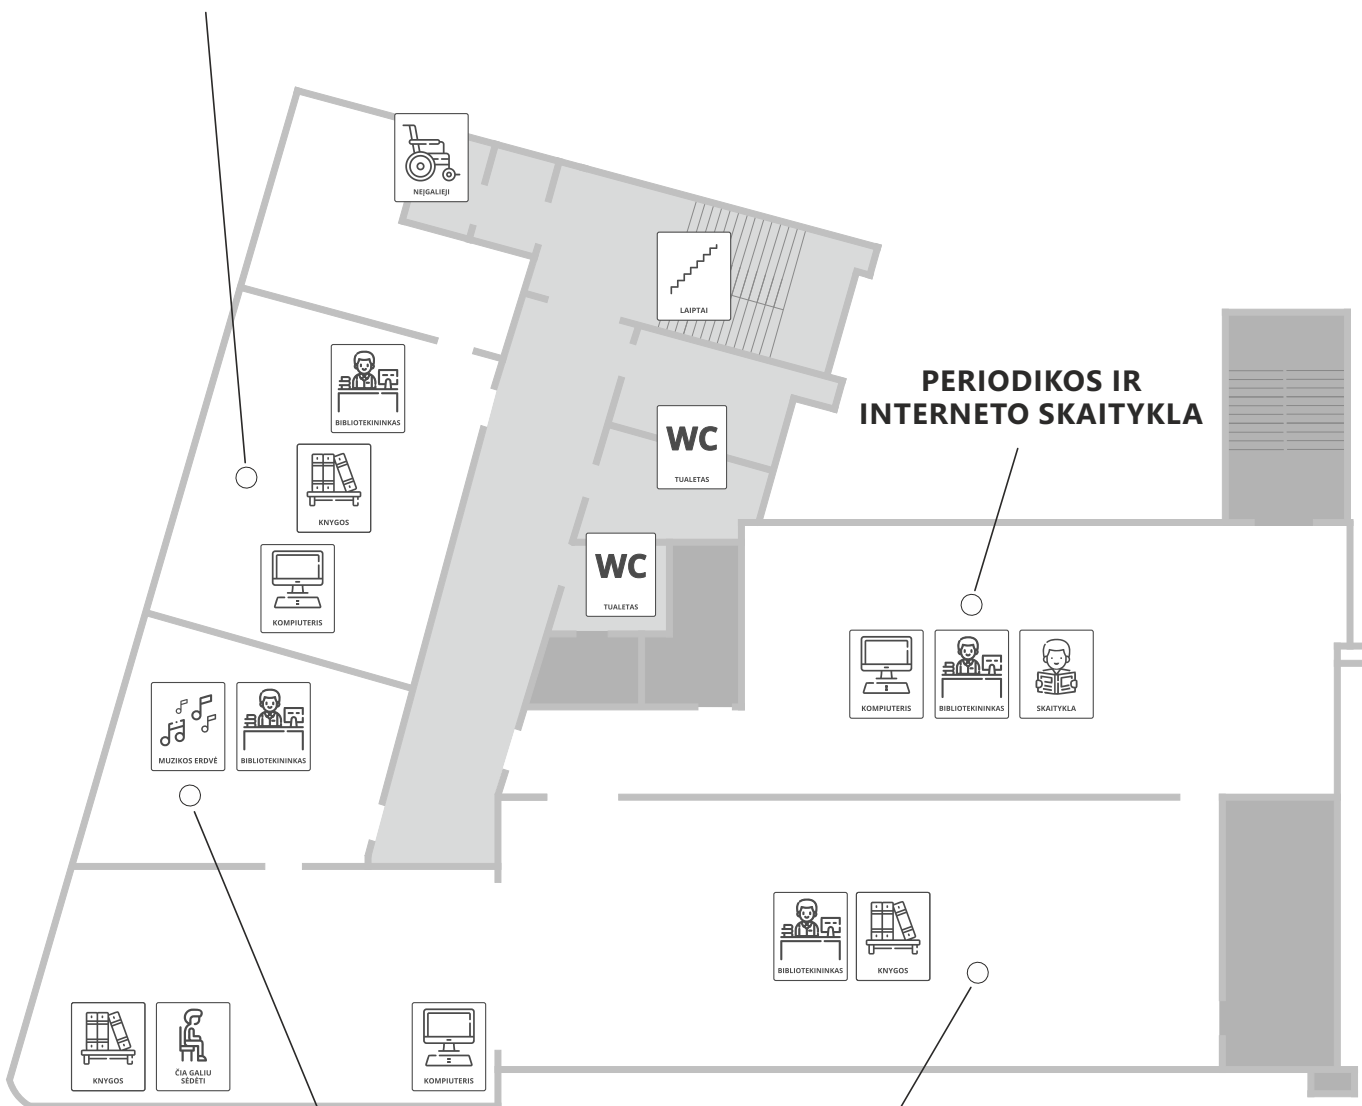 NEĮGALIEJI
LAIPTAI
BIBLIOTEKININKAS
PERIODIKOS IR
INTERNETO SKAITYKLA
WC
TUALETAS
KNYGOS
WC
TUALETAS
KOMPIUTERIS
KOMPIUTERIS
BIBLIOTEKININKAS
SKAITYKLA
MUZIKOS ERDVĖ
BIBLIOTEKININKAS
BIBLIOTEKININKAS
KNYGOS
KNYGOS
ČIA GALIU
SĖDĖTI
KOMPIUTERIS